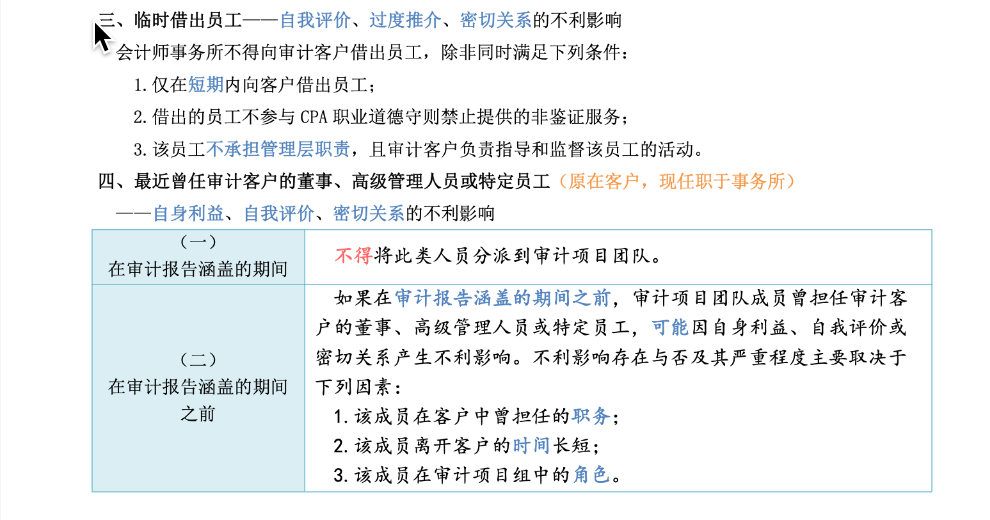 三、临时借出员工——自我评价、过度推介、密切关系的不利影响
会计师事务所不得向审计客户借出员工，除非同时满足下列条件：
1.仅在短期内向客户借出员工；
2.借出的员工不参与 CPA 职业道德守则禁止提供的非鉴证服务；
3.该员工不承担管理层职责，且审计客户负责指导和监督该员工的活动。
四、最近曾任审计客户的董事、高级管理人员或特定员工（原在客户，现任职于事务所）
——自身利益、自我评价、密切关系的不利影响
（一）
在审计报告涵盖的期间
不得将此类人员分派到审计项目团队。
（二）
在审计报告涵盖的期间
之前
如果在审计报告涵盖的期间之前，审计项目团队成员曾担任审计客
户的董事、高级管理人员或特定员工，可能因自身利益、自我评价或
密切关系产生不利影响。不利影响存在与否及其严重程度主要取决于
下列因素：
1.该成员在客户中曾担任的职务；
2.该成员离开客户的时间长短；
3.该成员在审计项目组中的角色。